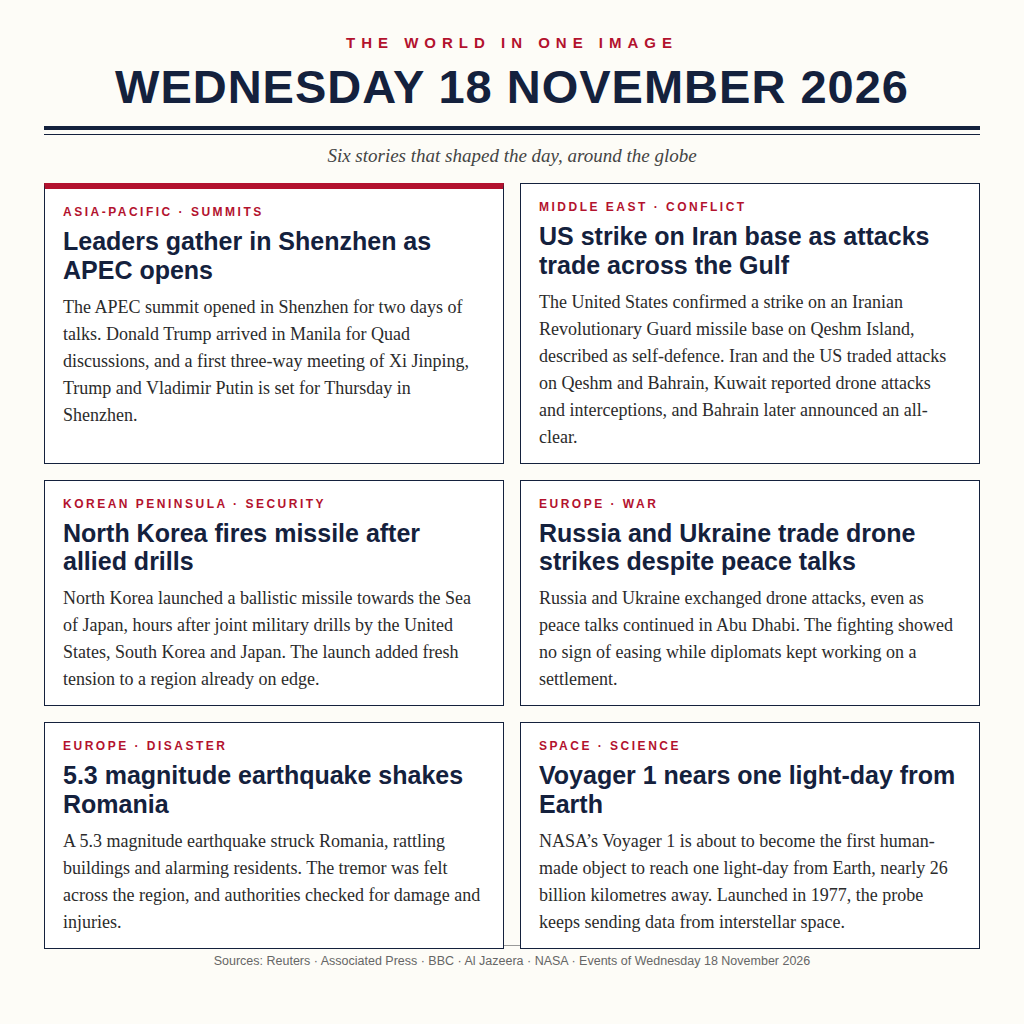 THE WORLD IN ONE IMAGE
WEDNESDAY 18 NOVEMBER 2026
Six stories that shaped the day, around the globe
ASIA-PACIFIC · SUMMITS
Leaders gather in Shenzhen as
APEC opens
The APEC summit opened in Shenzhen for two days of
talks. Donald Trump arrived in Manila for Quad
discussions, and a first three-way meeting of Xi Jinping,
Trump and Vladimir Putin is set for Thursday in
Shenzhen.
MIDDLE EAST · CONFLICT
US strike on Iran base as attacks
trade across the Gulf
The United States confirmed a strike on an Iranian
Revolutionary Guard missile base on Qeshm Island,
described as self-defence. Iran and the US traded attacks
on Qeshm and Bahrain, Kuwait reported drone attacks
and interceptions, and Bahrain later announced an all-
clear.
KOREAN PENINSULA · SECURITY
North Korea fires missile after
allied drills
North Korea launched a ballistic missile towards the Sea
of Japan, hours after joint military drills by the United
States, South Korea and Japan. The launch added fresh
tension to a region already on edge.
EUROPE · WAR
Russia and Ukraine trade drone
strikes despite peace talks
Russia and Ukraine exchanged drone attacks, even as
peace talks continued in Abu Dhabi. The fighting showed
no sign of easing while diplomats kept working on a
settlement.
EUROPE · DISASTER
5.3 magnitude earthquake shakes
Romania
A 5.3 magnitude earthquake struck Romania, rattling
buildings and alarming residents. The tremor was felt
across the region, and authorities checked for damage and
injuries.
SPACE · SCIENCE
Voyager 1 nears one light-day from
Earth
NASA’s Voyager 1 is about to become the first human-
made object to reach one light-day from Earth, nearly 26
billion kilometres away. Launched in 1977, the probe
keeps sending data from interstellar space.
Sources: Reuters · Associated Press · BBC · Al Jazeera · NASA · Events of Wednesday 18 November 2026